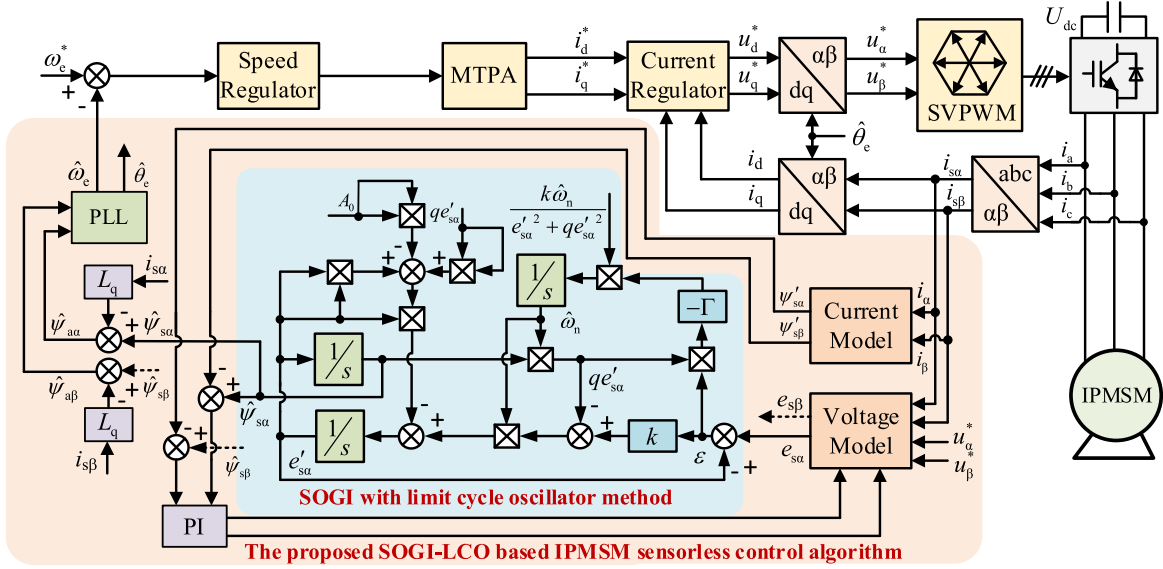 ω*e
+
-
Speed
Regulator
MTPA
i*d
i*q
Current
Regulator
u*d
u*q
αβ
dq
u*α
u*β
SVPWM
Udc
θ̂e
id
iq
αβ
dq
isα
isβ
abc
αβ
ia
ib
ic
ω̂e
θ̂e
PLL
isα
Lq
-
+
ψ̂aα
ψ̂sα
ψ̂aβ
+
-
ψ̂sβ
Lq
isβ
-
+
ψ̂sα
-
+
ψ̂sβ
PI
A0
qe′sα
kω̂n
e′sα² + qe′sα²
-
+
+
1/s
ω̂n
-Γ
1/s
qe′sα
1/s
e′sα
-
+
-
+
k
ε
-
+
ψ′sα
ψ′sβ
Current
Model
iα
iβ
esβ
esα
Voltage
Model
u*α
u*β
IPMSM
SOGI with limit cycle oscillator method
The proposed SOGI-LCO based IPMSM sensorless control algorithm